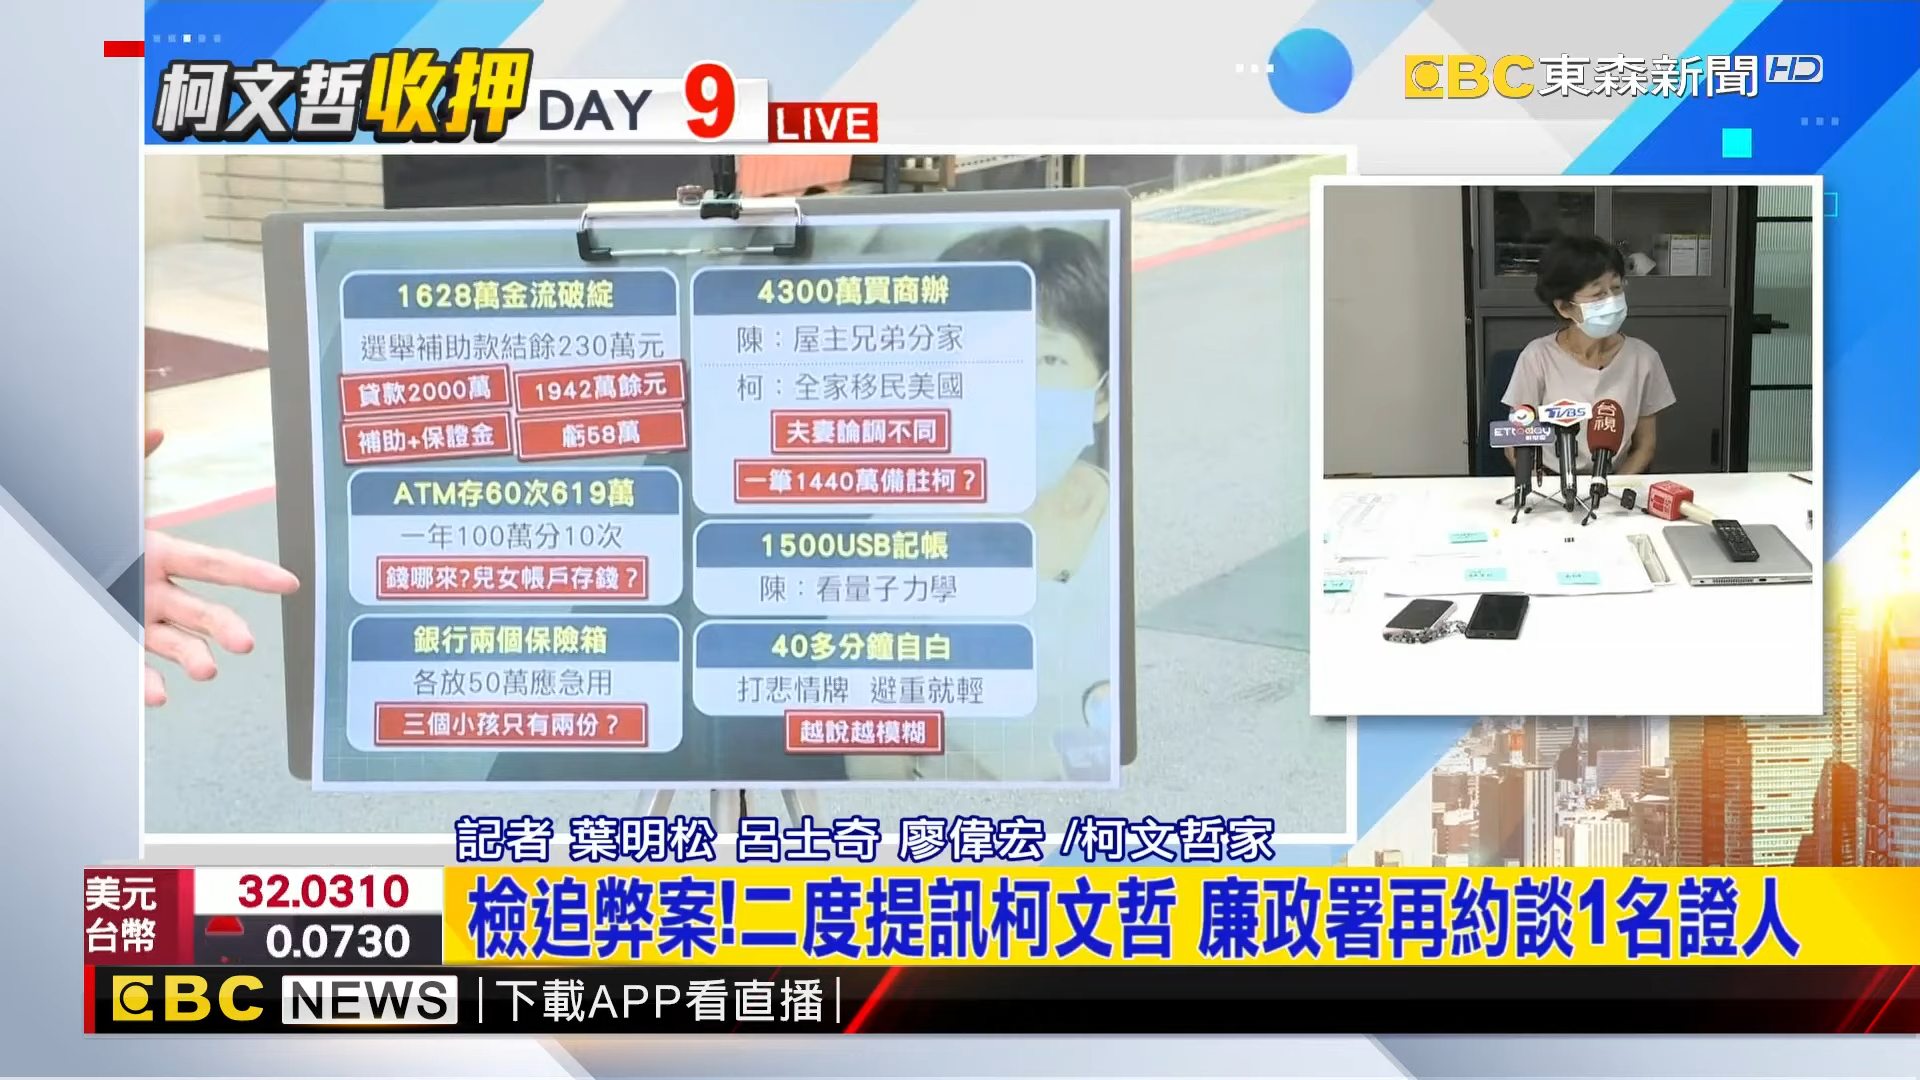 柯文哲收押 DAY 9 LIVE
EBC東森新聞HD
1628萬金流破綻
選舉補助款結餘230萬元
貸款2000萬 1942萬餘元
補助+保證金 虧58萬
ATM存60次619萬
一年100萬分10次
錢哪來?兒女帳戶存錢?
銀行兩個保險箱
各放50萬應急用
三個小孩只有兩份?
4300萬買商辦
陳:屋主兄弟分家
柯:全家移民美國
夫妻論調不同
一筆1440萬備註柯?
1500USB記帳
陳:看量子力學
40多分鐘自白
打悲情牌 避重就輕
越說越模糊
ETtoday
TVBS
台視
記者 葉明松 呂士奇 廖偉宏 /柯文哲家
美元 32.0310
台幣 0.0730
檢追弊案!二度提訊柯文哲 廉政署再約談1名證人
EBC NEWS |下載APP看直播|